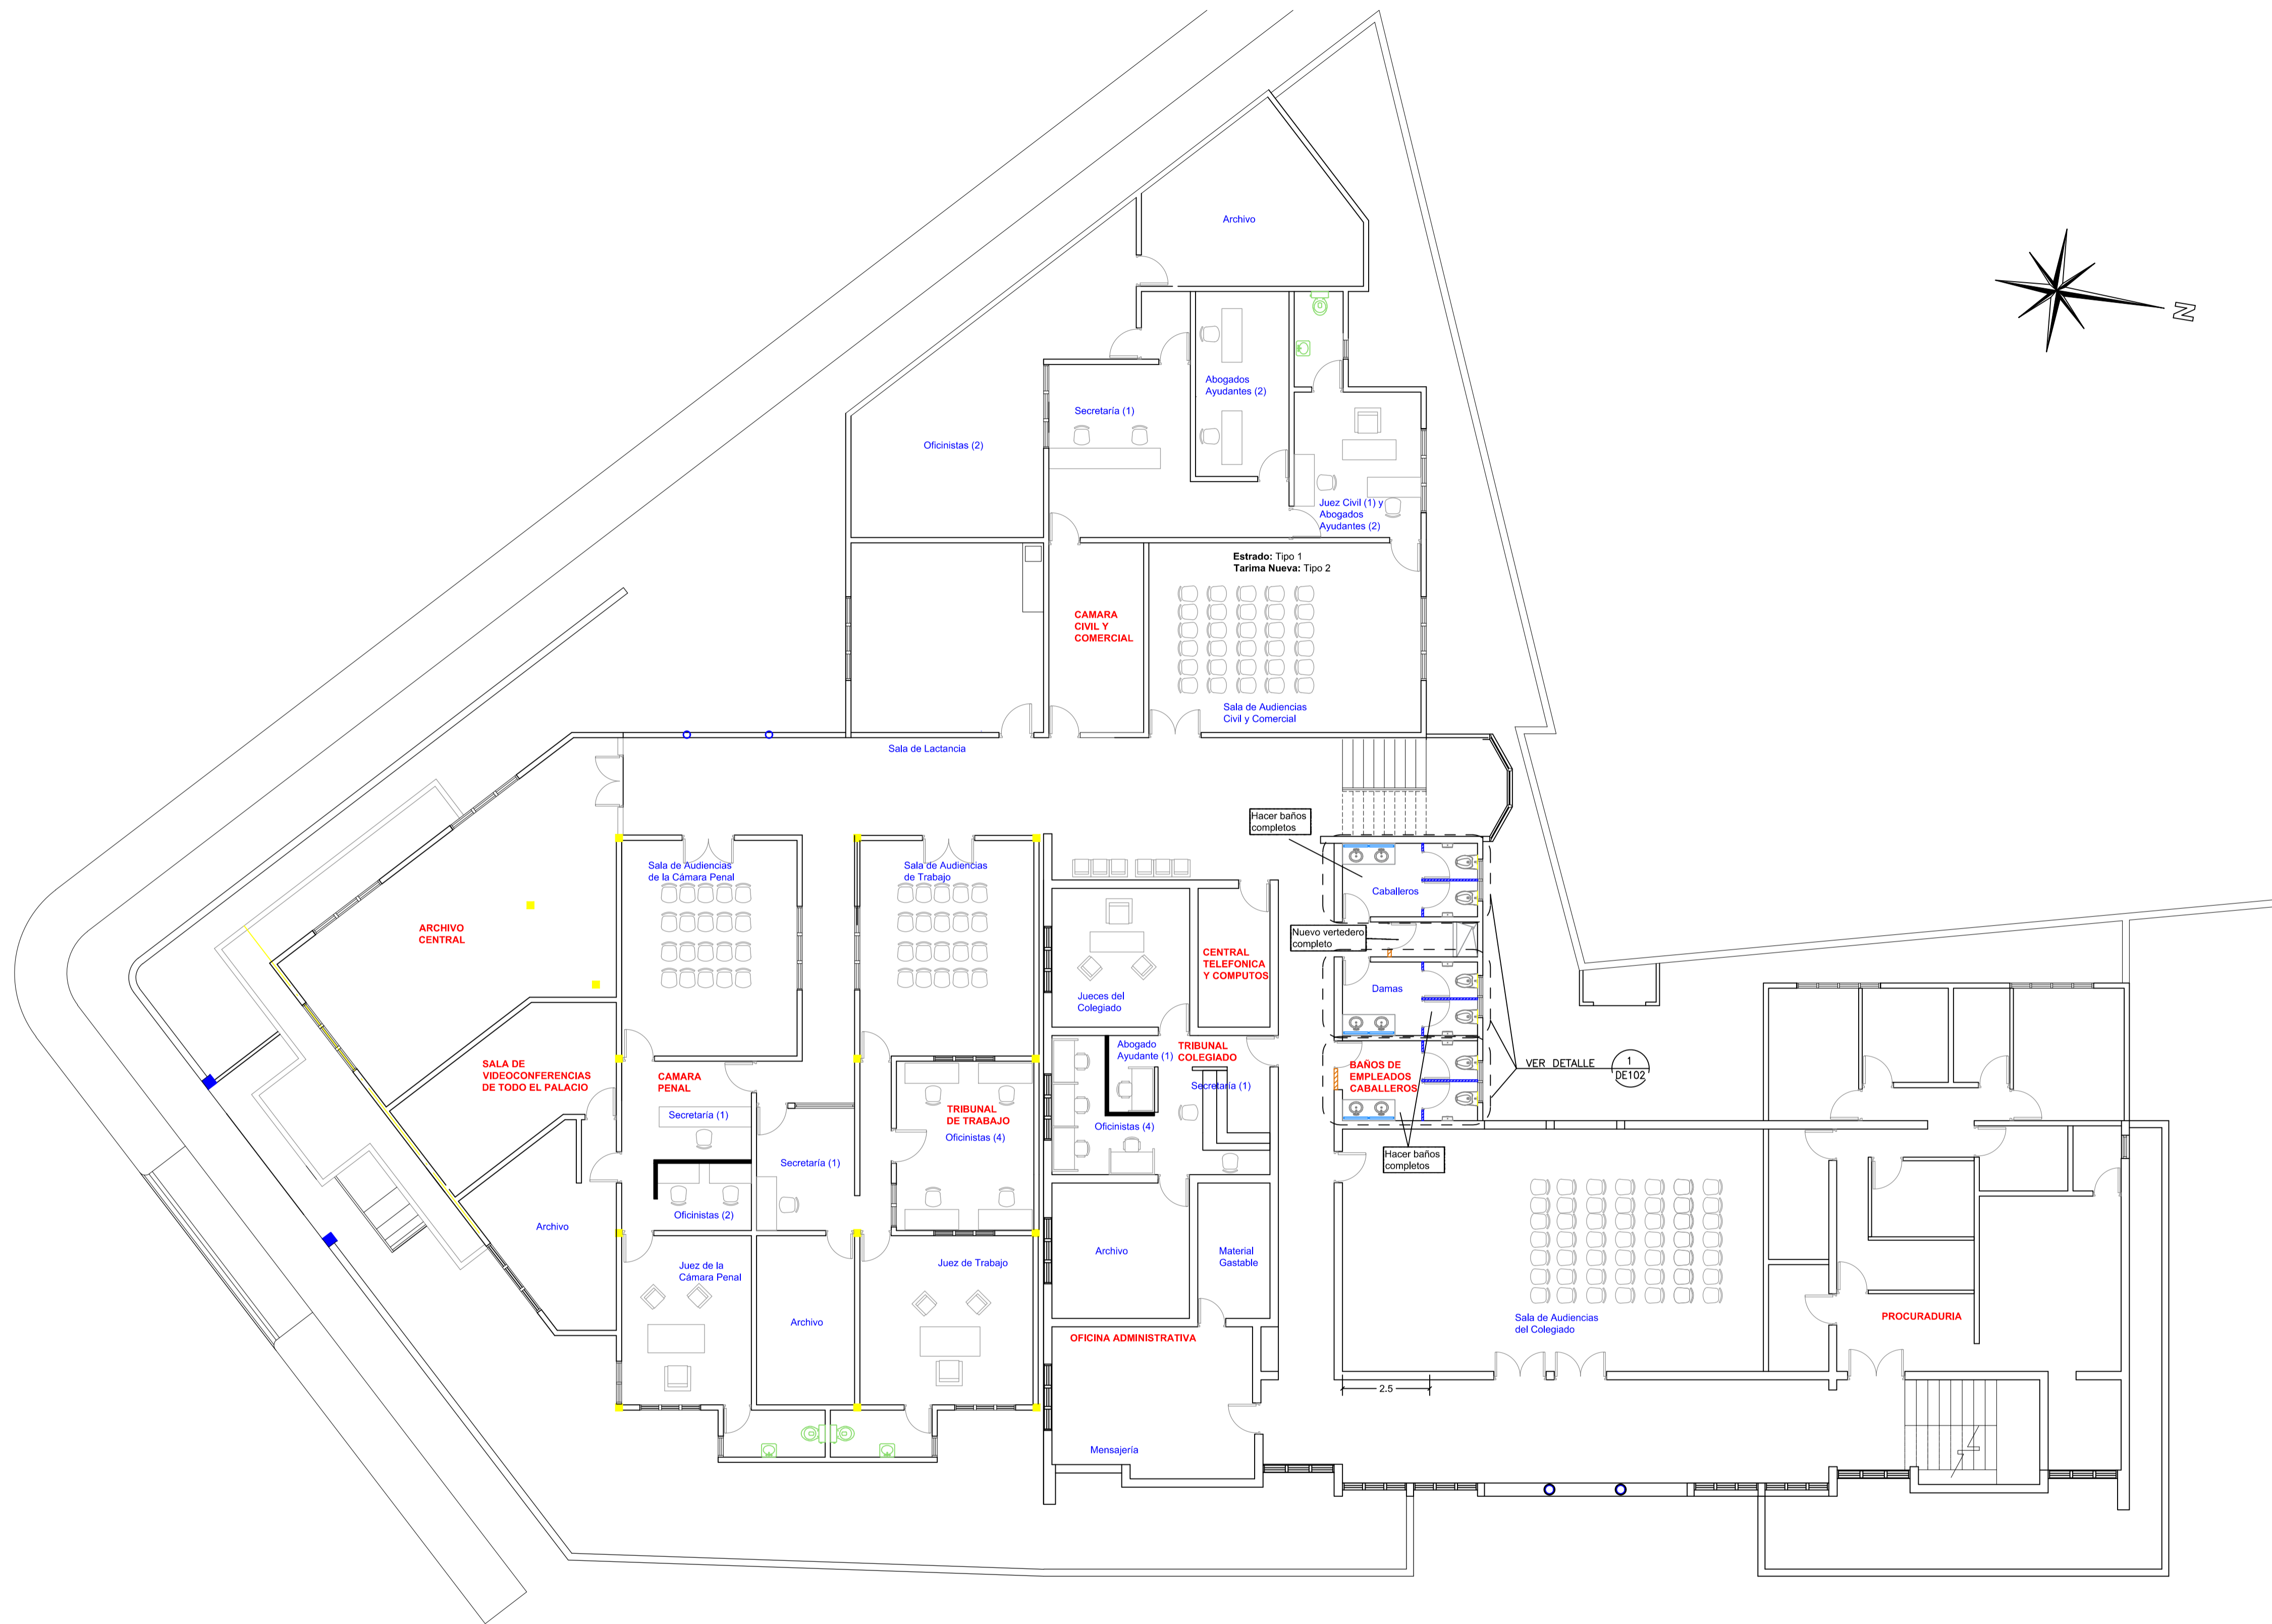 Archivo
N
Abogados
Ayudantes (2)
Secretaría (1)
Oficinistas (2)
Juez Civil (1) y
Abogados
Ayudantes (2)
Estrado: Tipo 1
Tarima Nueva: Tipo 2
CAMARA
CIVIL Y
COMERCIAL
Sala de Audiencias
Civil y Comercial
Sala de Lactancia
Hacer baños
completos
Sala de Audiencias
de la Cámara Penal
Sala de Audiencias
de Trabajo
Caballeros
ARCHIVO
CENTRAL
Nuevo vertedero
completo
CENTRAL
TELEFONICA
Y COMPUTOS
Damas
Jueces del
Colegiado
Abogado
Ayudante (1)
TRIBUNAL
COLEGIADO
SALA DE
VIDEOCONFERENCIAS
DE TODO EL PALACIO
CAMARA
PENAL
BAÑOS DE
EMPLEADOS
CABALLEROS
VER DETALLE
1
DE102
Secretaría (1)
Secretaría (1)
TRIBUNAL
DE TRABAJO
Oficinistas (4)
Oficinistas (4)
Secretaría (1)
Hacer baños
completos
Oficinistas (2)
Archivo
Juez de la
Cámara Penal
Juez de Trabajo
Archivo
Material
Gastable
Archivo
OFICINA ADMINISTRATIVA
Sala de Audiencias
del Colegiado
PROCURADURIA
2.5
Mensajería